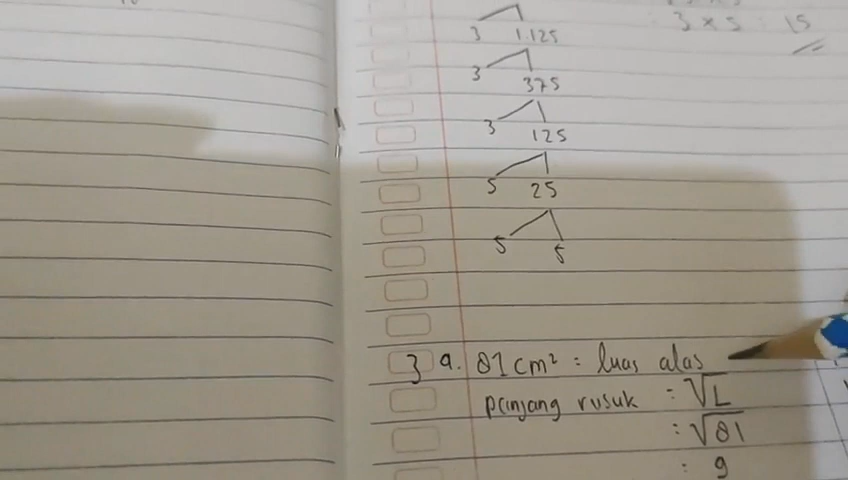 3 x 5 = 15
3 1.125
3 375
3 125
5 25
5 5
3 a. 81 cm² = luas alas
panjang rusuk = √L
= √81
= 9